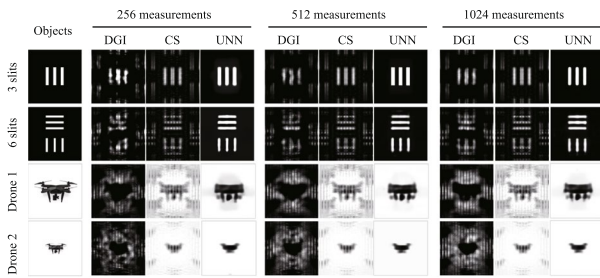 256 measurements 512 measurements 1024 measurements
Objects DGI CS UNN DGI CS UNN DGI CS UNN
3 slits
6 slits
Drone 1
Drone 2